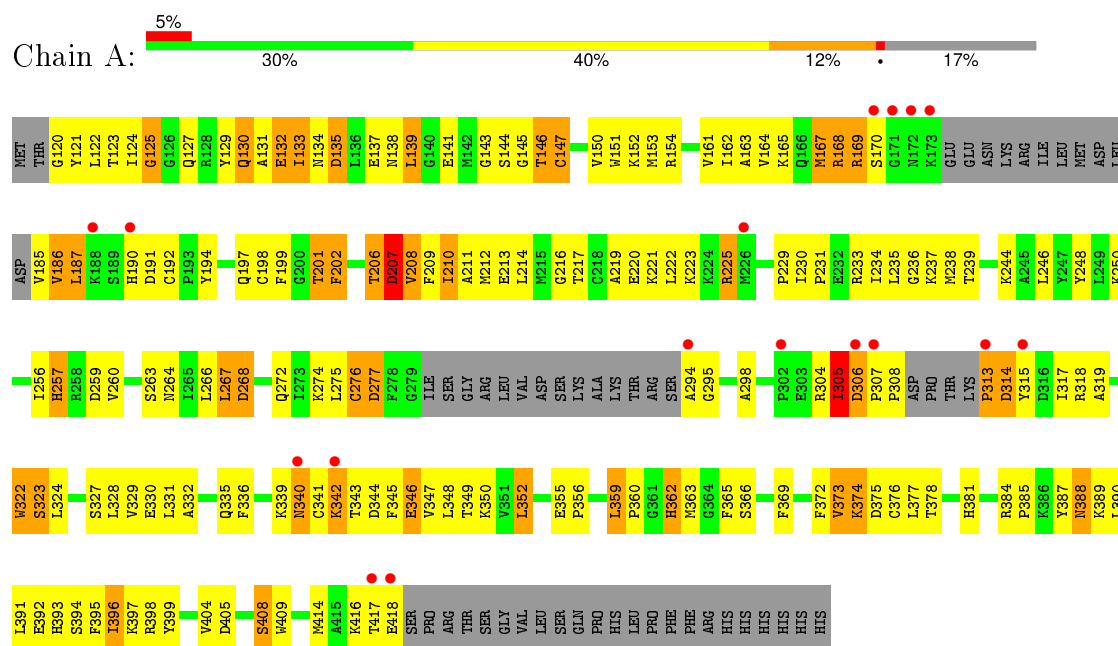 5%
Chain A:
30% 40% 12% • 17%
MET THR G120 Y121 L122 T123 I124 G125 G126 Q127 R128 Y129 Q130 A131 E132 T133 N134 D135 L136 E137 N138 L139 G140 E141 M142 G143 S144 G145 T146 C147 V150 W151 K152 M153 R154 V161 I162 A163 V164 K165 Q166 M167 R168 R169 S170 G171 N172 K173 GLU GLU ASN LYS ARG ILE LEU MET ASP LEU
ASP V185 V186 L187 K188 S189 H190 D191 C192 P193 Y194 Q197 C198 F199 G200 T201 F202 T206 D207 V208 F209 I210 A211 M212 E213 L214 M215 G216 T217 C218 A219 E220 K221 L222 K223 K224 R225 M226 P229 I230 P231 E232 R233 I234 L235 G236 K237 M238 T239 K244 A245 L246 Y247 Y248 L249 K250
I256 H257 R258 D259 V260 S263 N264 I265 L266 L267 D268 Q272 I273 K274 L275 C276 D277 F278 G279 ILE SER GLY ARG LEU VAL ASP SER LYS ALA LYS THR ARG SER A294 G295 A298 P302 E303 R304 I305 D306 P307 P308 ASP PRO THR LYS P313 D314 Y315 D316 I317 R318 A319
W322 S323 L324 S327 L328 V329 E330 L331 A332 Q335 F336 K339 N340 C341 K342 T343 D344 F345 E346 V347 L348 T349 K350 V351 L352 E355 P356 L359 P360 G361 H362 M363 G364 F365 S366 F369 F372 V373 K374 D375 C376 L377 T378 H381 R384 P385 K386 Y387 N388 K389 L390
L391 E392 H393 S394 F395 I396 K397 R398 Y399 V404 D405 S408 W409 M414 A415 K416 T417 E418 SER PRO ARG THR SER GLY VAL LEU SER GLN PRO HIS LEU PRO PHE PHE ARG HIS HIS HIS HIS HIS HIS